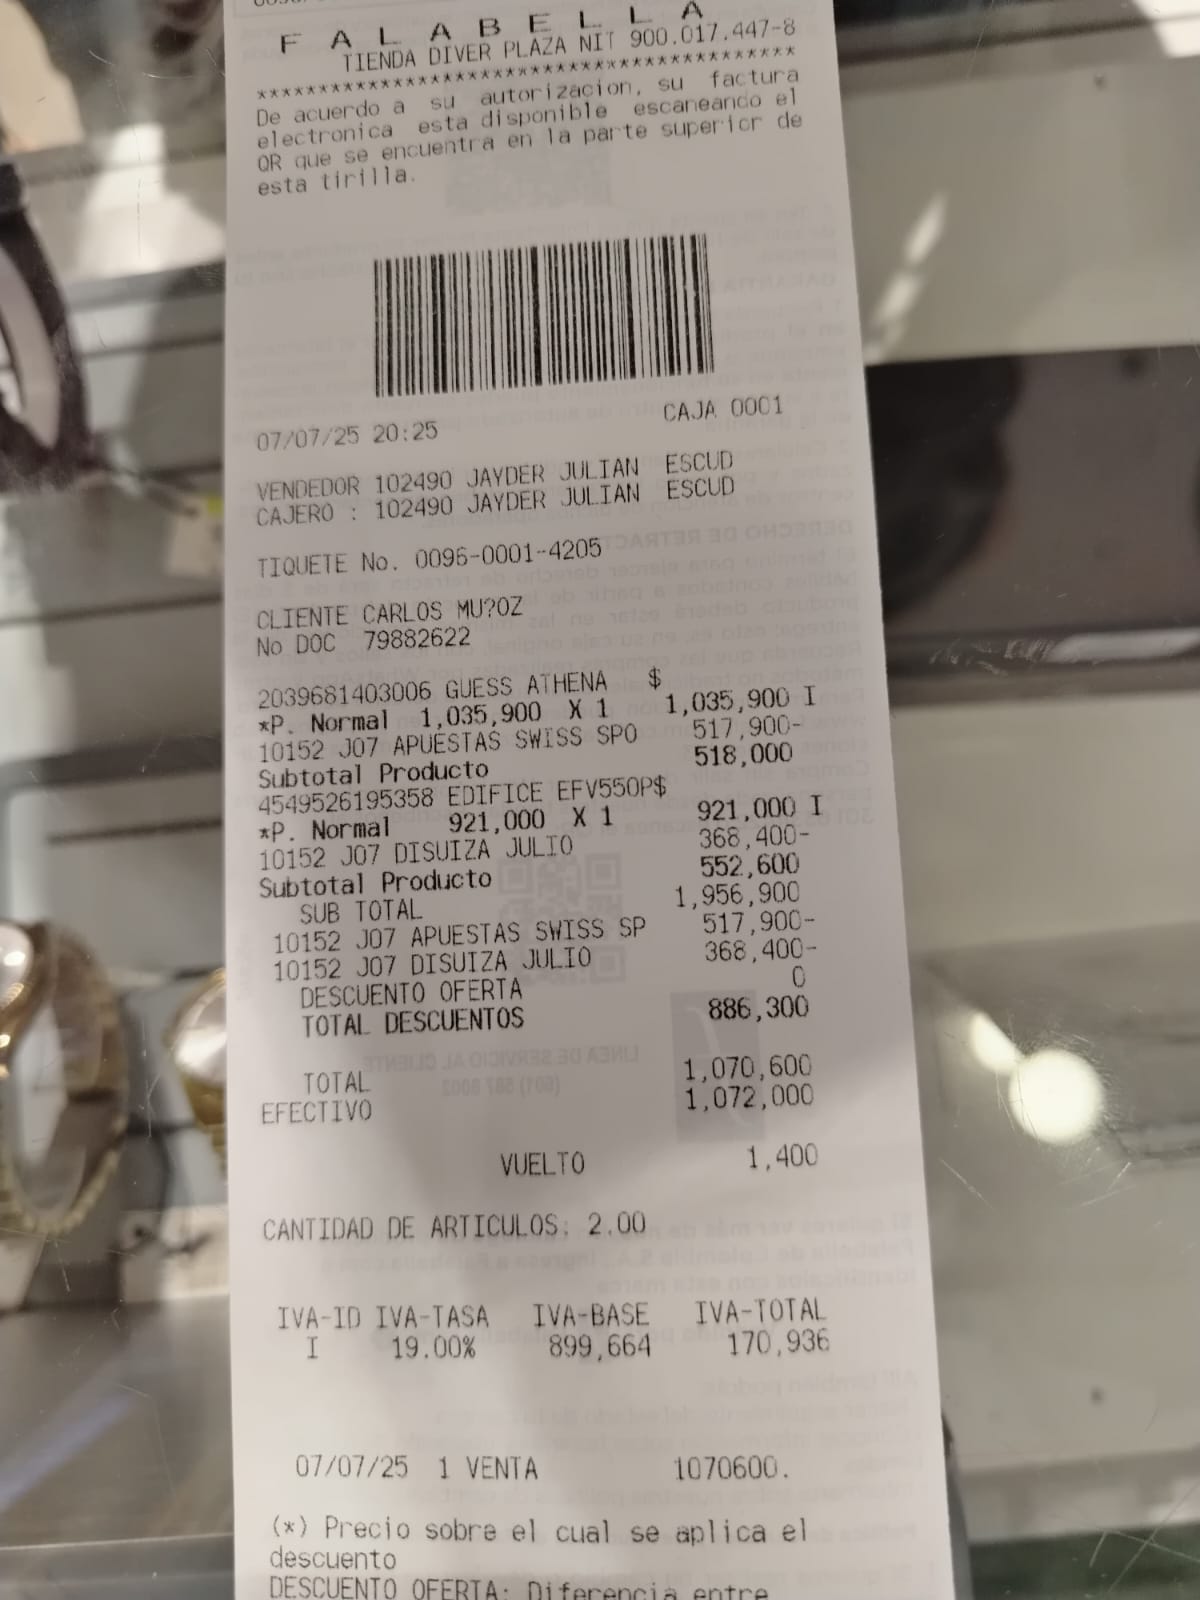 F A L A B E L L A
TIENDA DIVER PLAZA NIT 900.017.447-8
******************************************
De acuerdo a su autorizacion, su factura
electronica esta disponible escaneando el
QR que se encuentra en la parte superior de
esta tirilla.
CAJA 0001
07/07/25 20:25
VENDEDOR 102490 JAYDER JULIAN ESCUD
CAJERO : 102490 JAYDER JULIAN ESCUD
TIQUETE No. 0096-0001-4205
CLIENTE CARLOS MU?OZ
No DOC 79882622
2039681403006 GUESS ATHENA $
*P. Normal 1,035,900 X 1 1,035,900 I
10152 J07 APUESTAS SWISS SPO 517,900-
Subtotal Producto 518,000
4549526195358 EDIFICE EFV550P$
*P. Normal 921,000 X 1 921,000 I
10152 J07 DISUIZA JULIO 368,400-
Subtotal Producto 552,600
SUB TOTAL 1,956,900
10152 J07 APUESTAS SWISS SP 517,900-
10152 J07 DISUIZA JULIO 368,400-
DESCUENTO OFERTA 0
TOTAL DESCUENTOS 886,300
TOTAL 1,070,600
EFECTIVO 1,072,000
VUELTO 1,400
CANTIDAD DE ARTICULOS: 2.00
IVA-ID IVA-TASA IVA-BASE IVA-TOTAL
I 19.00% 899,664 170,936
07/07/25 1 VENTA 1070600.
(*) Precio sobre el cual se aplica el
descuento
DESCUENTO OFERTA: Diferencia entre